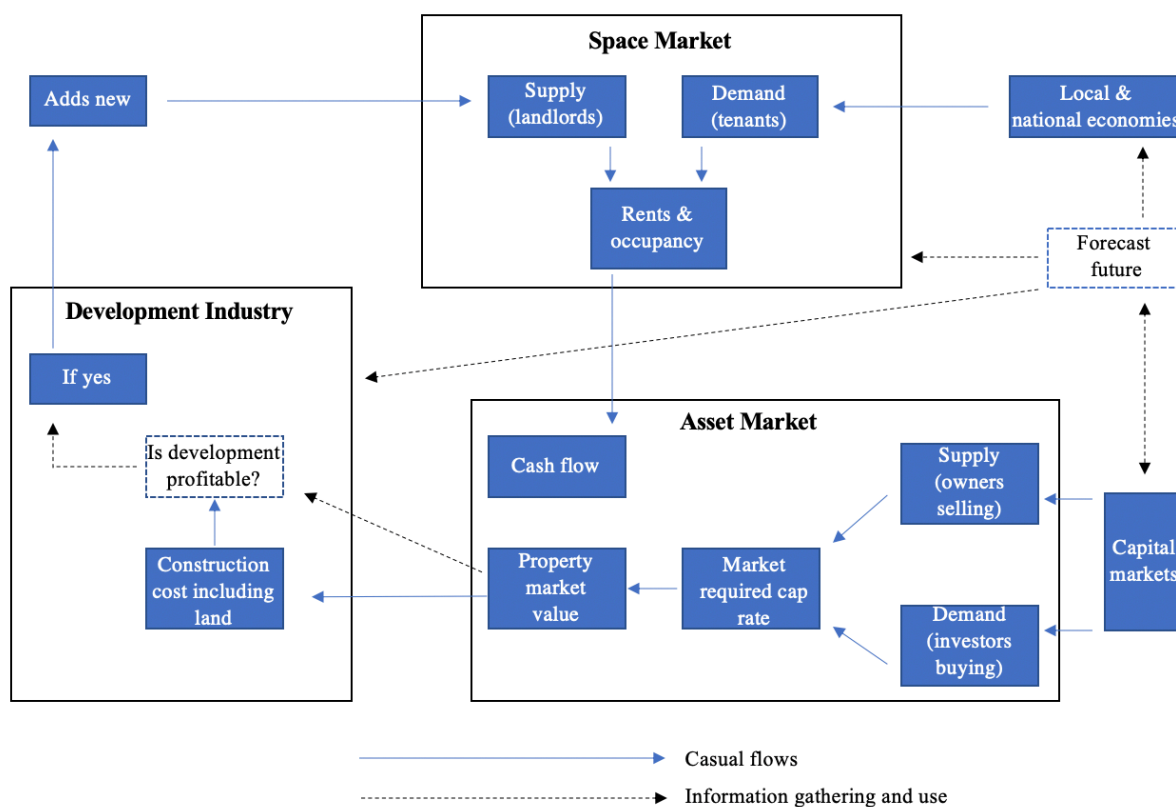 Space Market
Adds new
Supply
(landlords)
Demand
(tenants)
Local &
national economies
Rents &
occupancy
Forecast
future
Development Industry
If yes
Is development
profitable?
Construction
cost including
land
Asset Market
Cash flow
Supply
(owners
selling)
Property
market
value
Market
required cap
rate
Demand
(investors
buying)
Capital
markets
Casual flows
Information gathering and use